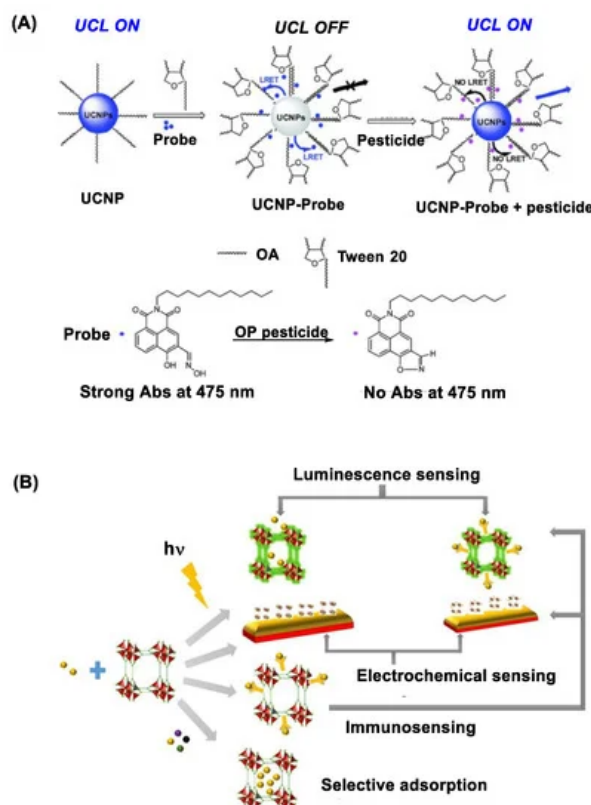 (A)
UCL ON
UCL OFF
UCL ON
UCNPs
Probe
LRET
UCNPs
LRET
Pesticide
NO LRET
UCNPs
NO LRET
UCNP
UCNP-Probe
UCNP-Probe + pesticide
OA
Tween 20
O
N
O
OH
N
OH
Probe
OP pesticide
O
N
O
H
O
N
Strong Abs at 475 nm
No Abs at 475 nm
(B)
Luminescence sensing
hν
Electrochemical sensing
Immunosensing
Selective adsorption